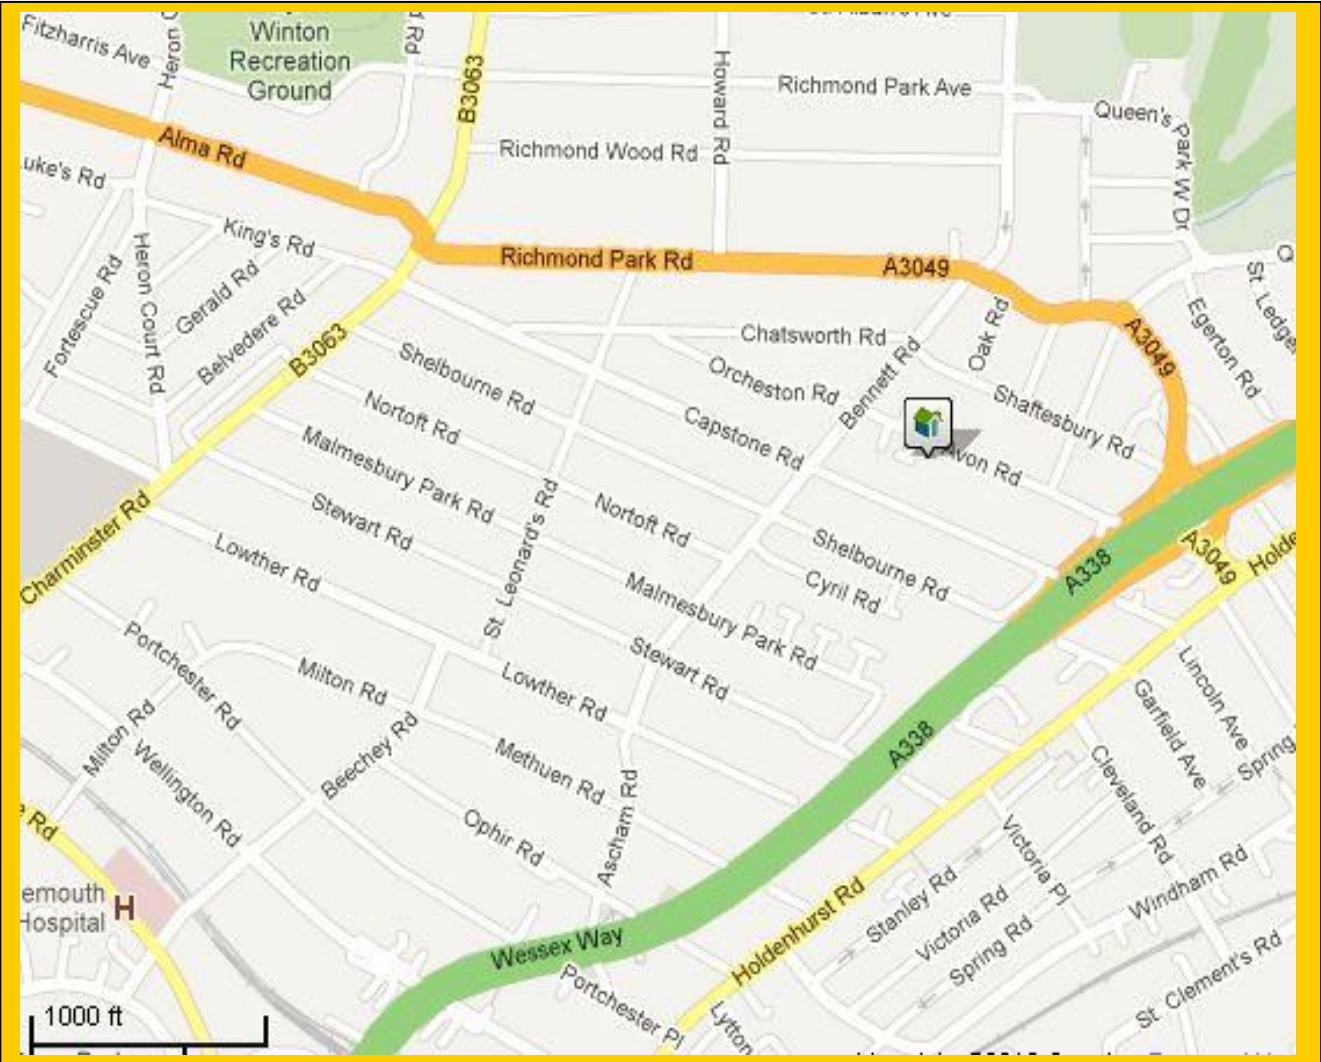 Fitzharris Ave
Heron
Winton
Recreation
Ground
Rd
B3063
Howard Rd
Richmond Park Ave
Queen's
Park W Dr
Alma Rd
Richmond Wood Rd
uke's Rd
King's Rd
Richmond Park Rd
A3049
Heron Court Rd
Fortescue Rd
Gerald Rd
Belvedere Rd
B3063
Chatsworth Rd
Oak Rd
A3049
Egerton Rd
St. Ledge
Shelbourne Rd
Orcheston Rd
Bennett Rd
Shaftesbury Rd
Nortoft Rd
Capstone Rd
Avon Rd
Malmesbury Park Rd
Stewart Rd
St. Leonard's Rd
Nortoft Rd
Charminster Rd
Lowther Rd
Shelbourne Rd
Cyril Rd
A338
A3049
Holde
Malmesbury Park Rd
Portchester Rd
Milton Rd
Lowther Rd
Stewart Rd
Lincoln Ave
Garfield Ave
Milton Rd
Wellington Rd
Beechey Rd
Methuen Rd
A338
Cleveland Rd
Spring
e Rd
Ophir Rd
Ascham Rd
Victoria Pl
emouth
Hospital
H
Holdenhurst Rd
Stanley Rd
Victoria Rd
Spring Rd
Windham Rd
Wessex Way
Portchester Pl
Lytton
St. Clement's Rd
1000 ft